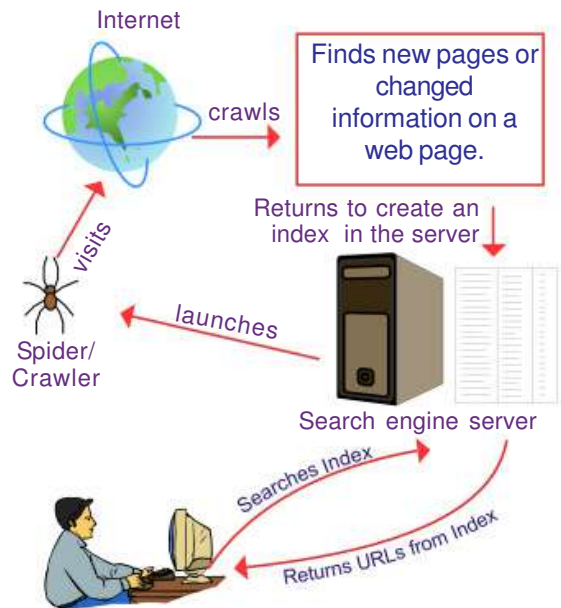 Internet
crawls
Finds new pages or
changed
information on a
web page.
Returns to create an
index in the server
visits
launches
Spider/
Crawler
Search engine server
Searches Index
Returns URLs from Index